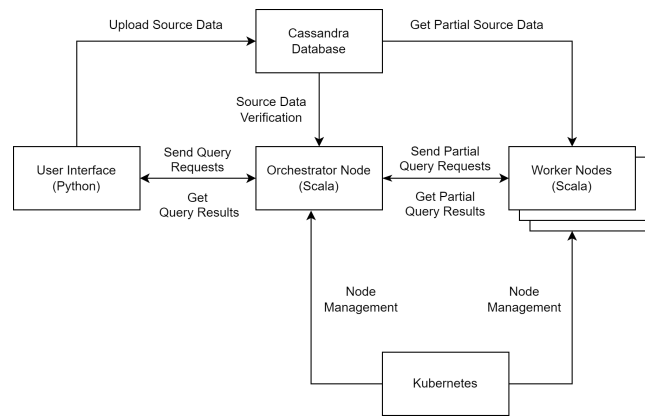 Upload Source Data
Cassandra
Database
Get Partial Source Data
Source Data
Verification
User Interface
(Python)
Send Query
Requests
Get
Query Results
Orchestrator Node
(Scala)
Send Partial
Query Requests
Get Partial
Query Results
Worker Nodes
(Scala)
Node
Management
Node
Management
Kubernetes